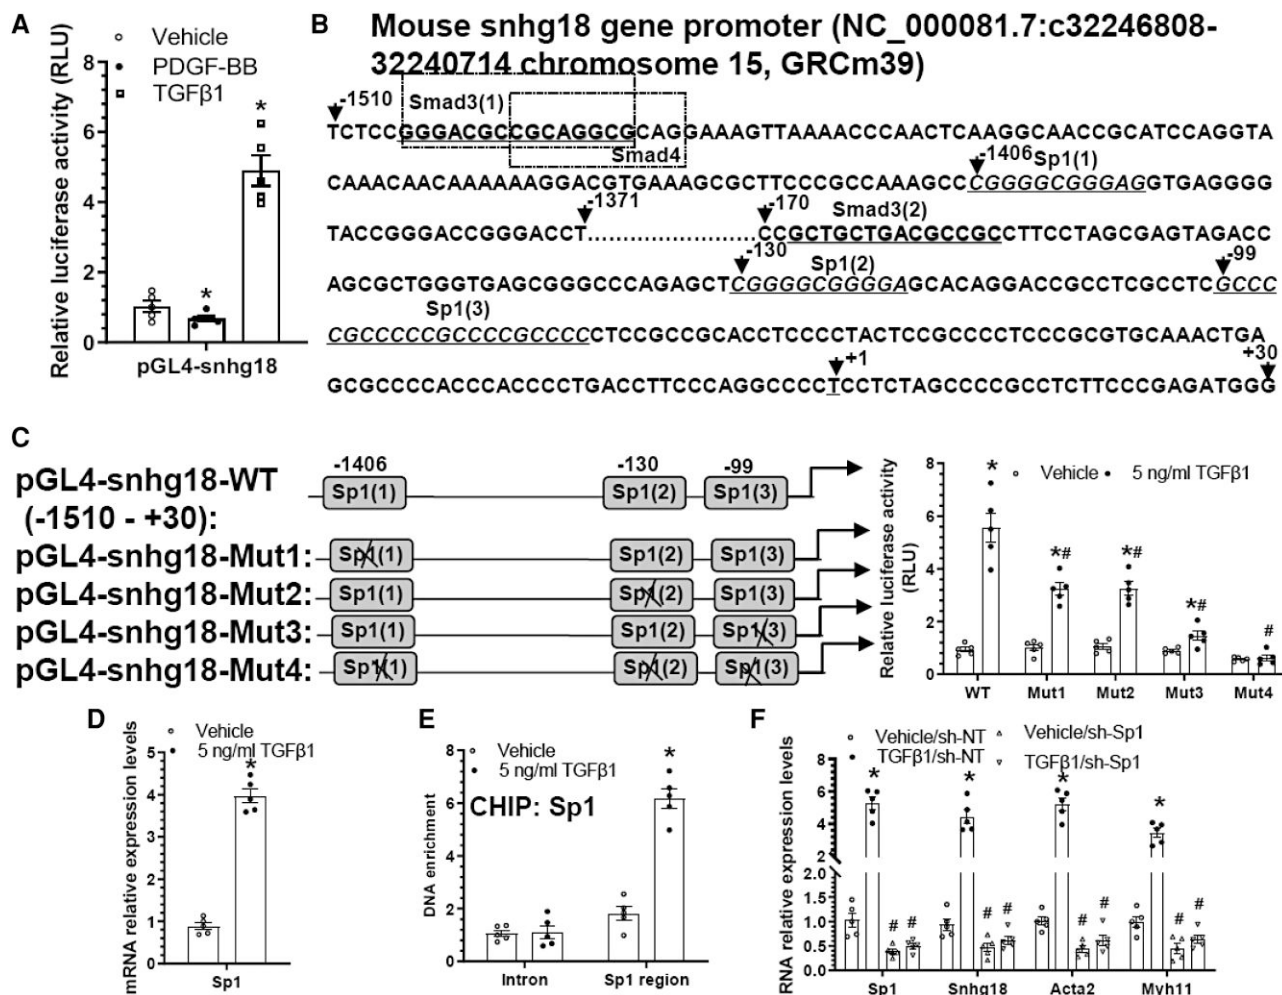 A
Vehicle
PDGF-BB
TGFβ1
Relative luciferase activity (RLU)
8
6
4
2
0
*
*
pGL4-snhg18
B
Mouse snhg18 gene promoter (NC_000081.7:c32246808-
32240714 chromosome 15, GRCm39)
-1510
Smad3(1)
TCTCCGGGACGCCGCAGGCGCAGGAAAGTTAAAACCCAACTCAAGGCAACCGCATCCAGGTA
Smad4
-1406 Sp1(1)
CAAACAACAAAAAAGGACGTGAAAGCGCTTCCCGCCAAAGCC CGGGGCGGGAGGTGAGGGG
-1371
-170
Smad3(2)
TACCGGGACCGGGACCT........................CCGCTGCTGACGCCGCCTTCCTAGCGAGTAGACC
-130
Sp1(2)
-99
AGCGCTGGGTGAGCGGGCCCAGAGCTCGGGGCGGGGAGCACAGGACCGCCTCGCCTCGCCC
Sp1(3)
CGCCCCCGCCCCGCCCCCTCCGCCGCACCTCCCCTACTCCGCCCCTCCCGCGTGCAAACTGA
+1
+30
GCGCCCCACCCACCCCTGACCTTCCCAGGCCCCTCCTCTAGCCCCGCCTCTTCCCGAGATGGG
C
-1406
-130
-99
pGL4-snhg18-WT
Sp1(1)
Sp1(2)
Sp1(3)
(-1510 - +30):
pGL4-snhg18-Mut1:
Sp1(1)
Sp1(2)
Sp1(3)
pGL4-snhg18-Mut2:
Sp1(1)
Sp1(2)
Sp1(3)
pGL4-snhg18-Mut3:
Sp1(1)
Sp1(2)
Sp1(3)
pGL4-snhg18-Mut4:
Sp1(1)
Sp1(2)
Sp1(3)
Relative luciferase activity
(RLU)
8
6
4
2
0
Vehicle
5 ng/ml TGFβ1
*
*#
*#
*#
#
WT
Mut1
Mut2
Mut3
Mut4
D
Vehicle
5 ng/ml TGFβ1
mRNA relative expression levels
5
4
3
2
1
0
*
Sp1
E
Vehicle
5 ng/ml TGFβ1
CHIP: Sp1
DNA enrichment
8
6
4
2
0
*
Intron
Sp1 region
F
Vehicle/sh-NT
TGFβ1/sh-NT
Vehicle/sh-Sp1
TGFβ1/sh-Sp1
RNA relative expression levels
8
6
4
2
2.0
1.5
1.0
0.5
0.0
*
*
*
*
# #
# #
# #
# #
Sp1
Snhg18
Acta2
Myh11